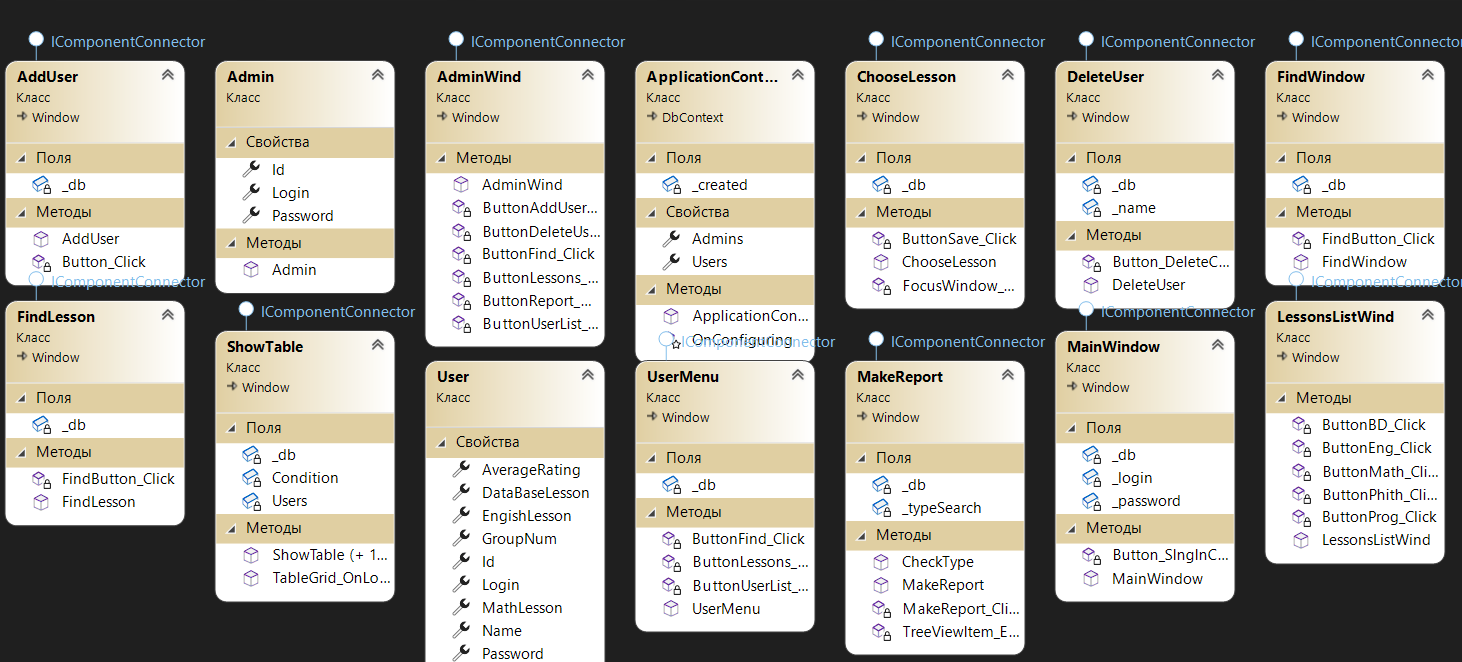 IComponentConnector
AddUser
Класс
Window
Поля
_db
Методы
AddUser
Button_Click
Admin
Класс
Свойства
Id
Login
Password
Методы
Admin
IComponentConnector
AdminWind
Класс
Window
Методы
AdminWind
ButtonAddUser...
ButtonDeleteUs...
ButtonFind_Click
ButtonLessons_...
ButtonReport_...
ButtonUserList_...
ApplicationCont...
Класс
DbContext
Поля
_created
Свойства
Admins
Users
Методы
ApplicationCon...
OnConfiguring
IComponentConnector
ChooseLesson
Класс
Window
Поля
_db
Методы
ButtonSave_Click
ChooseLesson
FocusWindow_...
IComponentConnector
DeleteUser
Класс
Window
Поля
_db
_name
Методы
Button_DeleteC...
DeleteUser
IComponentConnector
FindWindow
Класс
Window
Поля
_db
Методы
FindButton_Click
FindWindow
IComponentConnector
FindLesson
Класс
Window
Поля
_db
Методы
FindButton_Click
FindLesson
IComponentConnector
ShowTable
Класс
Window
Поля
_db
Condition
Users
Методы
ShowTable (+ 1...
TableGrid_OnLo...
User
Класс
Свойства
AverageRating
DataBaseLesson
EngishLesson
GroupNum
Id
Login
MathLesson
Name
Password
IComponentConnector
UserMenu
Класс
Window
Поля
_db
Методы
ButtonFind_Click
ButtonLessons_...
ButtonUserList_...
UserMenu
IComponentConnector
MakeReport
Класс
Window
Поля
_db
_typeSearch
Методы
CheckType
MakeReport
MakeReport_Cli...
TreeViewItem_E...
IComponentConnector
MainWindow
Класс
Window
Поля
_db
_login
_password
Методы
Button_SIngInC...
MainWindow
IComponentConnector
LessonsListWind
Класс
Window
Методы
ButtonBD_Click
ButtonEng_Click
ButtonMath_Cli...
ButtonPhith_Cli...
ButtonProg_Click
LessonsListWind